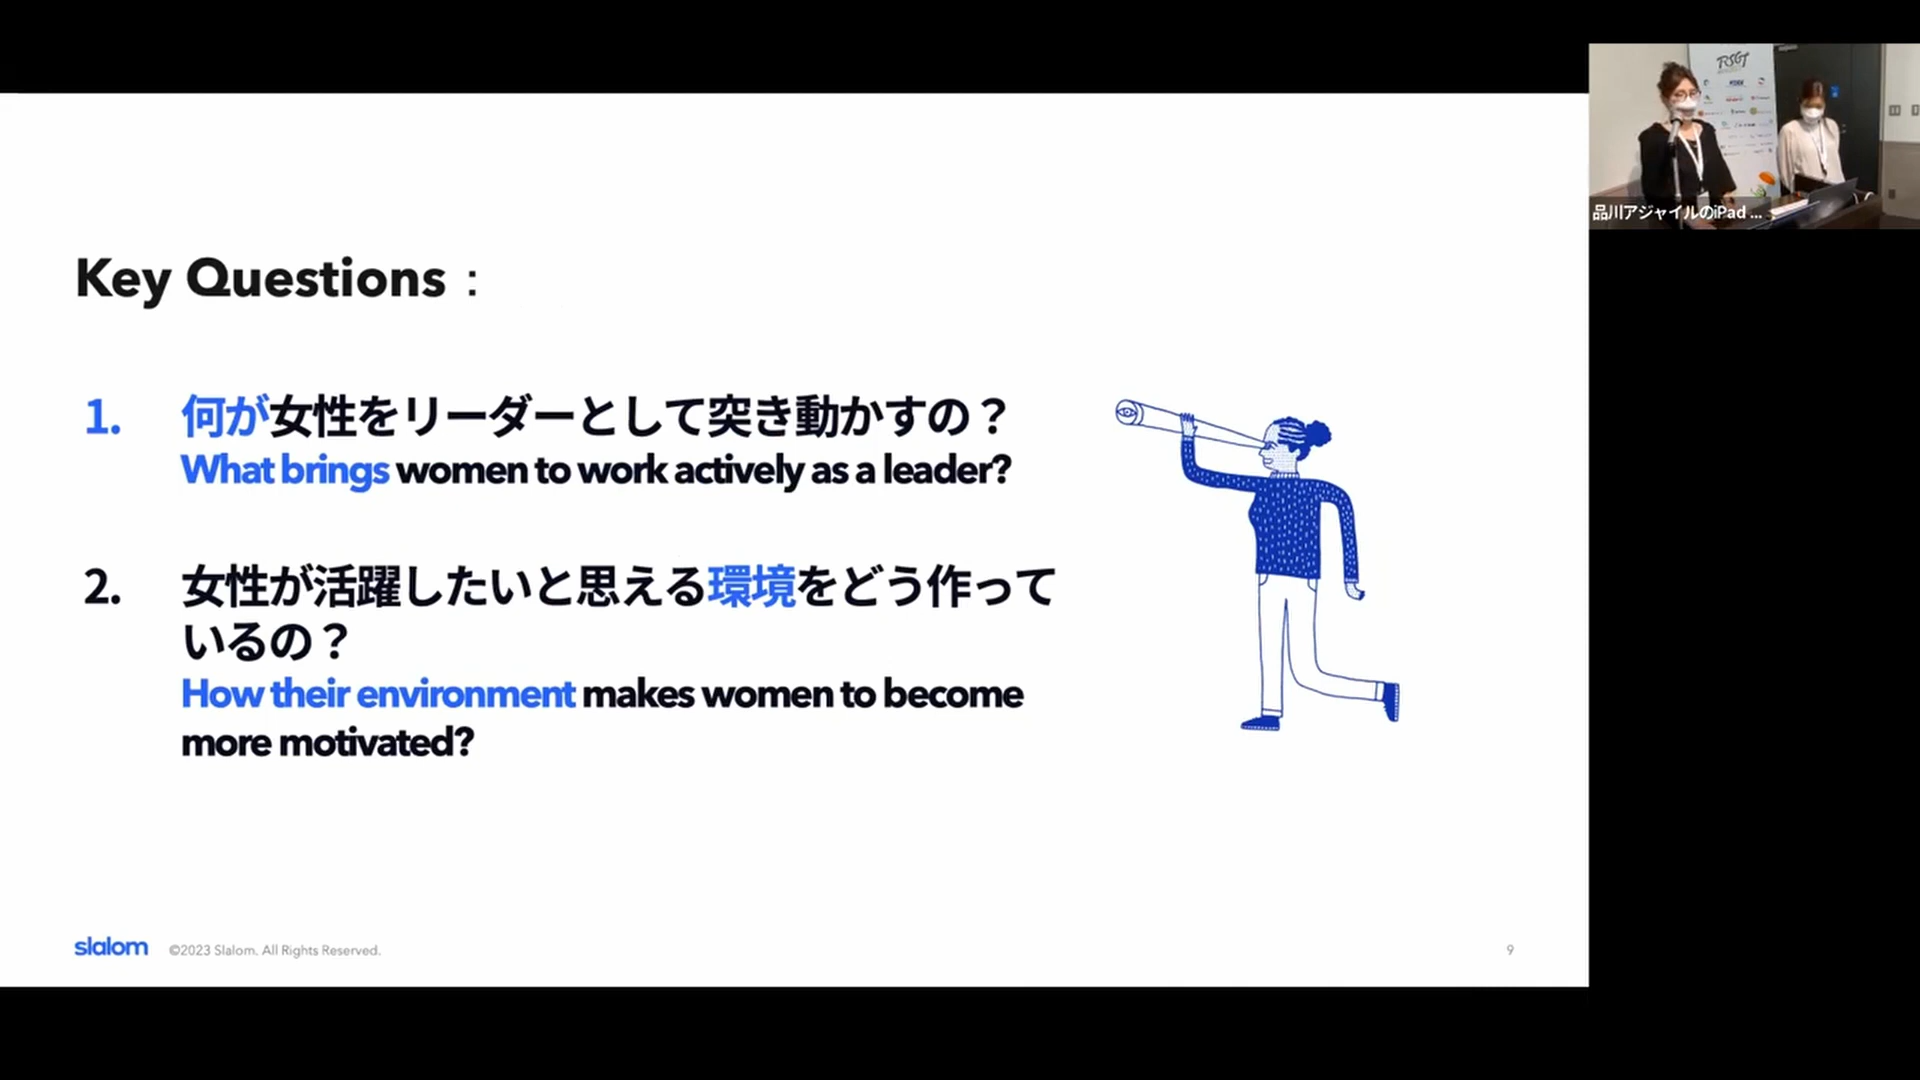 Key Questions：
1. 何が女性をリーダーとして突き動かすの？
What brings women to work actively as a leader?
2. 女性が活躍したいと思える環境をどう作って
いるの？
How their environment makes women to become
more motivated?
slalom ©2023 Slalom. All Rights Reserved.
9
RSGT
品川アジャイルのiPad ...